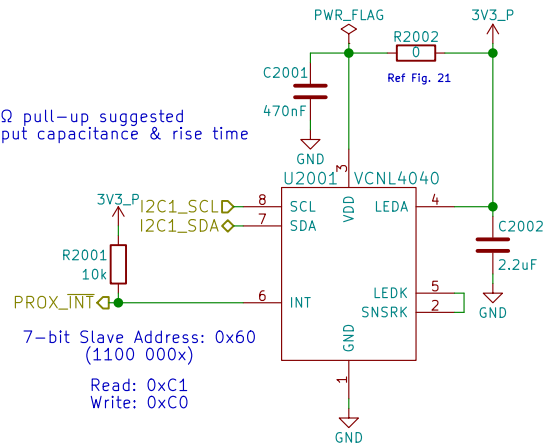 PWR_FLAG
3V3_P
R2002
0
Ref Fig. 21
C2001
470nF
GND
Ω pull-up suggested
put capacitance & rise time
U2001
VCNL4040
3
VDD
3V3_P
I2C1_SCL
8
SCL
LEDA
4
I2C1_SDA
7
SDA
C2002
2.2uF
GND
R2001
10k
PROX_INT
6
INT
LEDK
5
SNSRK
2
GND
1
GND
7-bit Slave Address: 0x60
(1100 000x)
Read: 0xC1
Write: 0xC0